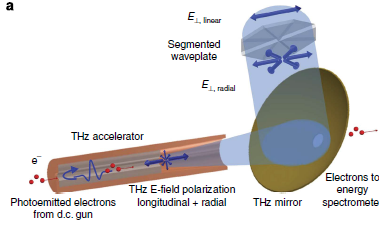 a
E⊥, linear
Segmented
waveplate
E⊥, radial
THz accelerator
e−
Photoemitted electrons
from d.c. gun
THz E-field polarization
longitudinal + radial
THz mirror
Electrons to
energy
spectromete